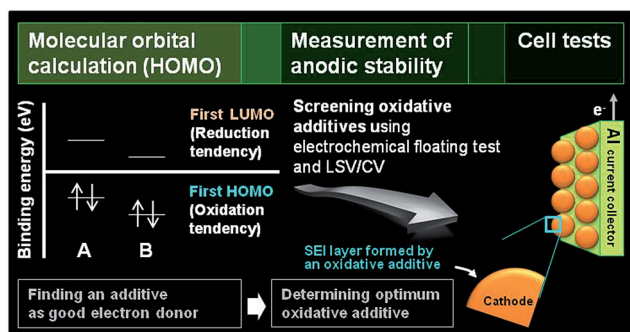 Molecular orbital
calculation (HOMO)
Measurement of
anodic stability
Cell tests
Binding energy (eV)
First LUMO
(Reduction
tendency)
First HOMO
(Oxidation
tendency)
A
B
Screening oxidative
additives using
electrochemical floating test
and LSV/CV
e-
Al
current collector
SEI layer formed by
an oxidative additive
Cathode
Finding an additive
as good electron donor
Determining optimum
oxidative additive